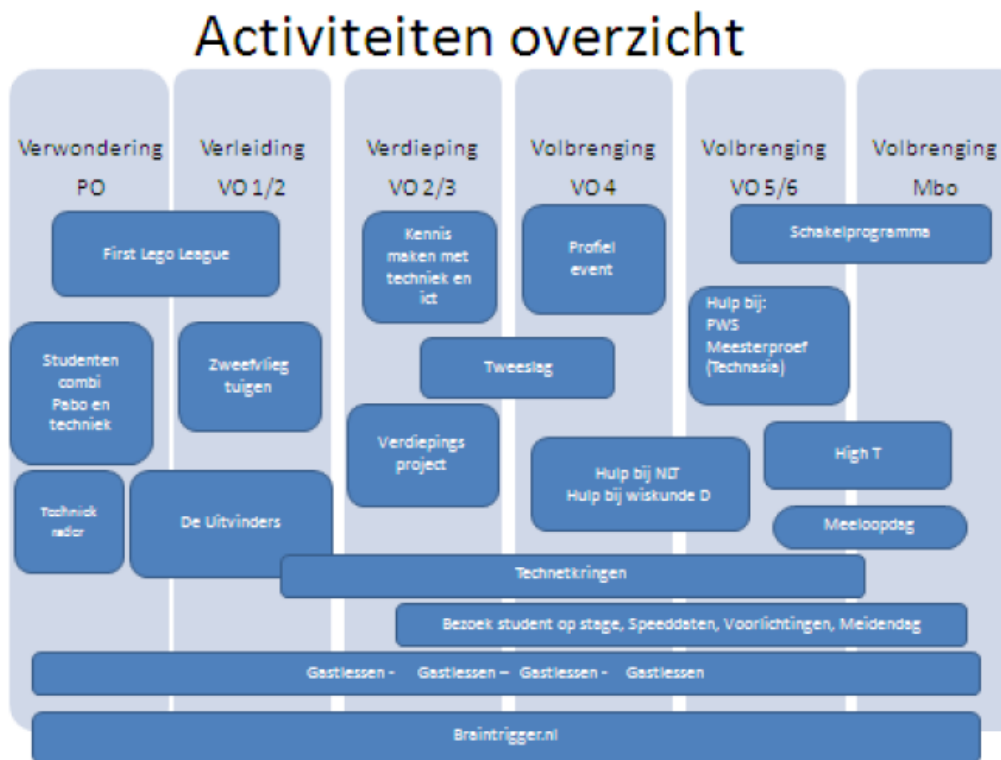 Activiteiten overzicht
Verwondering
PO
Verleiding
VO 1/2
Verdieping
VO 2/3
Volbrenging
VO 4
Volbrenging
VO 5/6
Volbrenging
Mbo
First Lego League
Kennis
maken met
techniek en
ict
Profiel
event
Schakelprogramma
Studenten
combi
Pabo en
techniek
Zweefvlieg
tuigen
Tweeslag
Hulp bij:
PWS
Meesterproef
(Technasia)
Verdiepings
project
Hulp bij NLT
Hulp bij wiskunde D
High T
Techniek
rador
De Uitvinders
Meeloopdag
Technetkringen
Bezoek student op stage, Speeddaten, Voorlichtingen, Meidendag
Gastlessen - Gastlessen – Gastlessen - Gastlessen
Braintrigger.nl